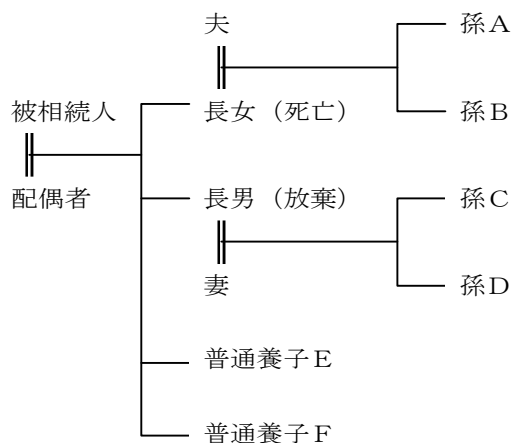 夫
孫A
被相続人
長女（死亡）
孫B
配偶者
長男（放棄）
孫C
妻
孫D
普通養子E
普通養子F